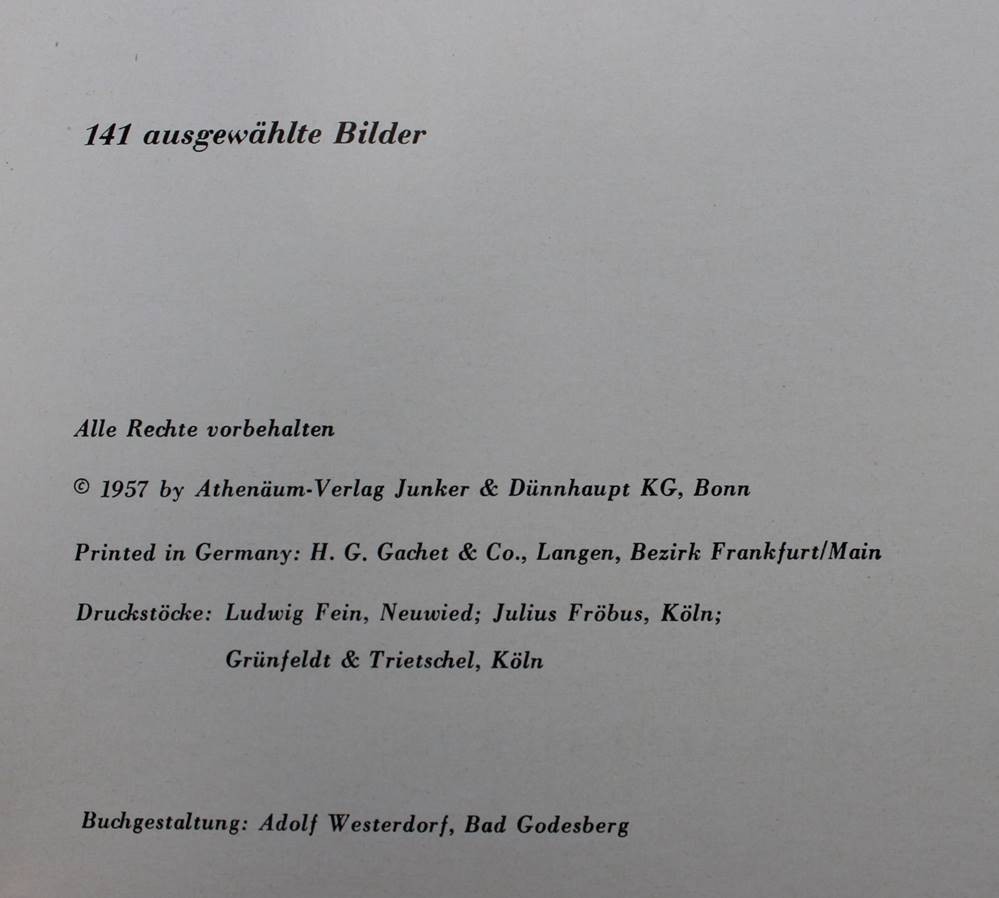 141 ausgewählte Bilder
Alle Rechte vorbehalten
© 1957 by Athenäum-Verlag Junker & Dünnhaupt KG, Bonn
Printed in Germany: H. G. Gachet & Co., Langen, Bezirk Frankfurt/Main
Druckstöcke: Ludwig Fein, Neuwied; Julius Fröbus, Köln;
Grünfeldt & Trietschel, Köln
Buchgestaltung: Adolf Westerdorf, Bad Godesberg